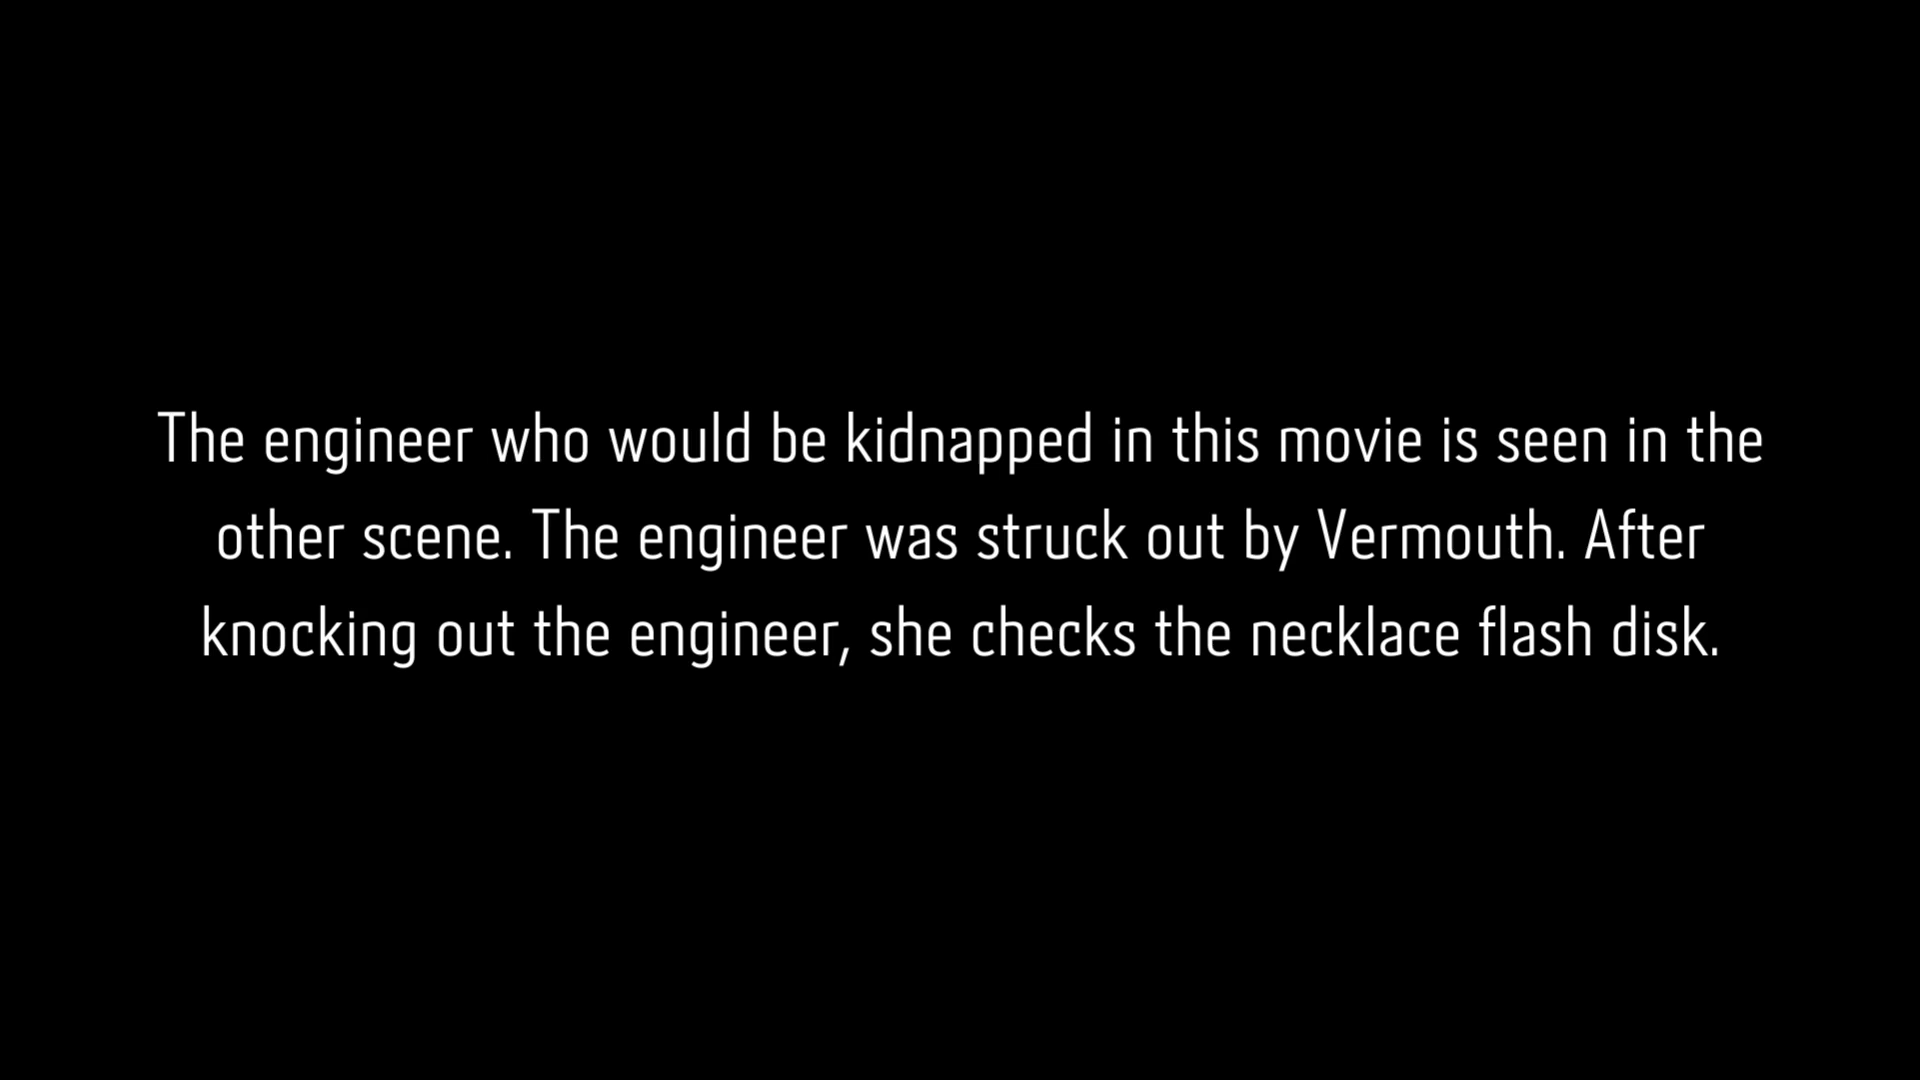 The engineer who would be kidnapped in this movie is seen in the
other scene. The engineer was struck out by Vermouth. After
knocking out the engineer, she checks the necklace flash disk.